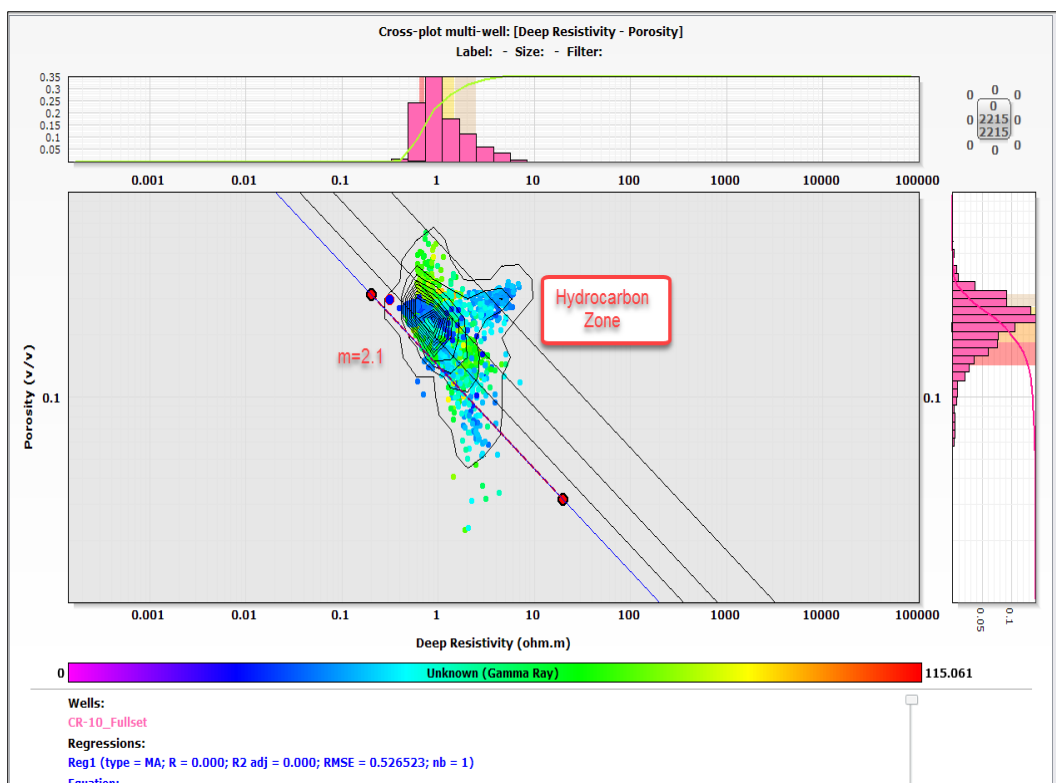 Cross-plot multi-well: [Deep Resistivity - Porosity]
Label: - Size: - Filter:
0.35
0.3
0.25
0.2
0.15
0.1
0.05
0 0 0
0 0 0
2215
2215
0 0 0
0.001 0.01 0.1 1 10 100 1000 10000 100000
Hydrocarbon
Zone
m=2.1
Porosity (v/v)
0.1
0.1
0.05
0.1
0.001 0.01 0.1 1 10 100 1000 10000 100000
Deep Resistivity (ohm.m)
0 Unknown (Gamma Ray) 115.061
Wells:
CR-10_Fullset
Regressions:
Reg1 (type = MA; R = 0.000; R2 adj = 0.000; RMSE = 0.526523; nb = 1)
Equation: